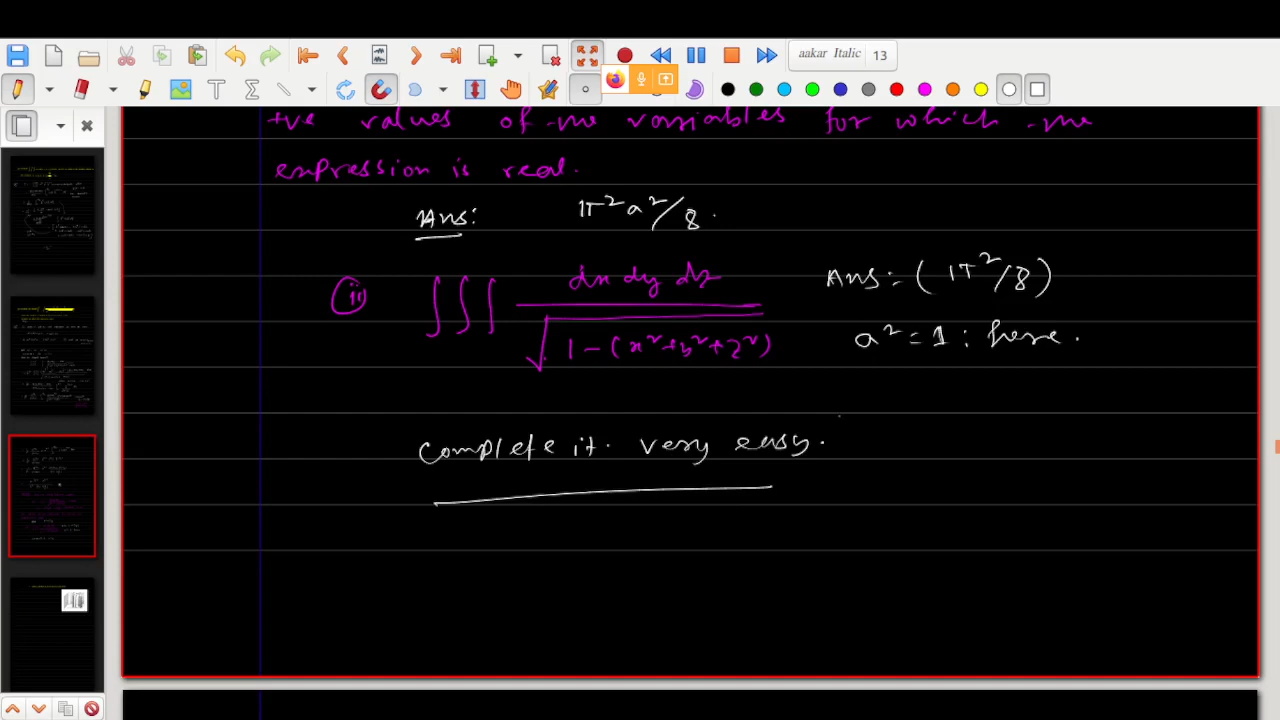 aakar Italic 13
+ve values of the variables for which the
expression is real.
Ans: π²a²/8.
(ii) ∫∫∫ dx dy dz / √(1-(x²+y²+z²)) Ans: (π²/8)
a² = 1 : here.
Complete it. very easy.